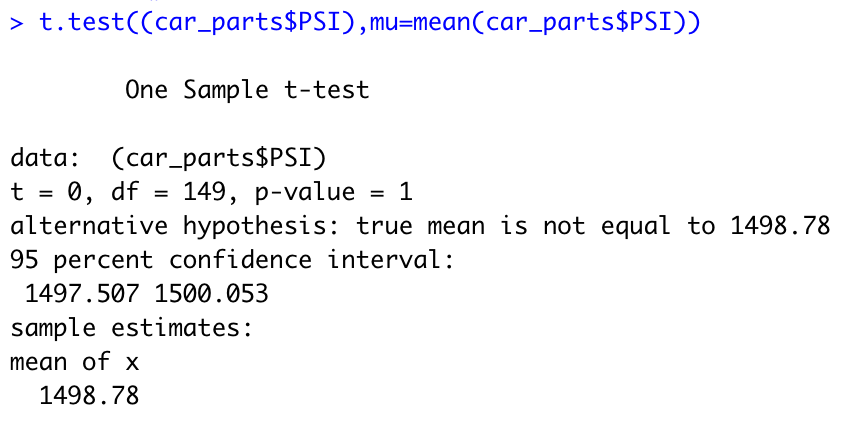 > t.test((car_parts$PSI),mu=mean(car_parts$PSI))
One Sample t-test
data:  (car_parts$PSI)
t = 0, df = 149, p-value = 1
alternative hypothesis: true mean is not equal to 1498.78
95 percent confidence interval:
1497.507 1500.053
sample estimates:
mean of x
1498.78